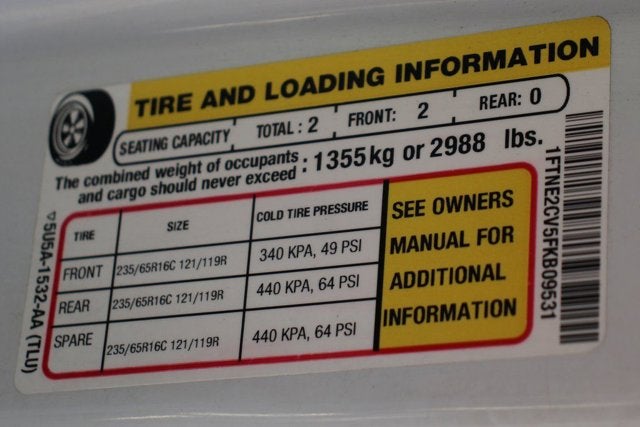 TIRE AND LOADING INFORMATION
SEATING CAPACITY TOTAL : 2 FRONT: 2 REAR: 0
The combined weight of occupants
and cargo should never exceed : 1355kg or 2988 lbs.
TIRE SIZE COLD TIRE PRESSURE
FRONT 235/65R16C 121/119R 340 KPA, 49 PSI
REAR 235/65R16C 121/119R 440 KPA, 64 PSI
SPARE 235/65R16C 121/119R 440 KPA, 64 PSI
SEE OWNERS
MANUAL FOR
ADDITIONAL
INFORMATION
5U5A-1532-AA (TLU)
1FTNE2CV5FKB09531